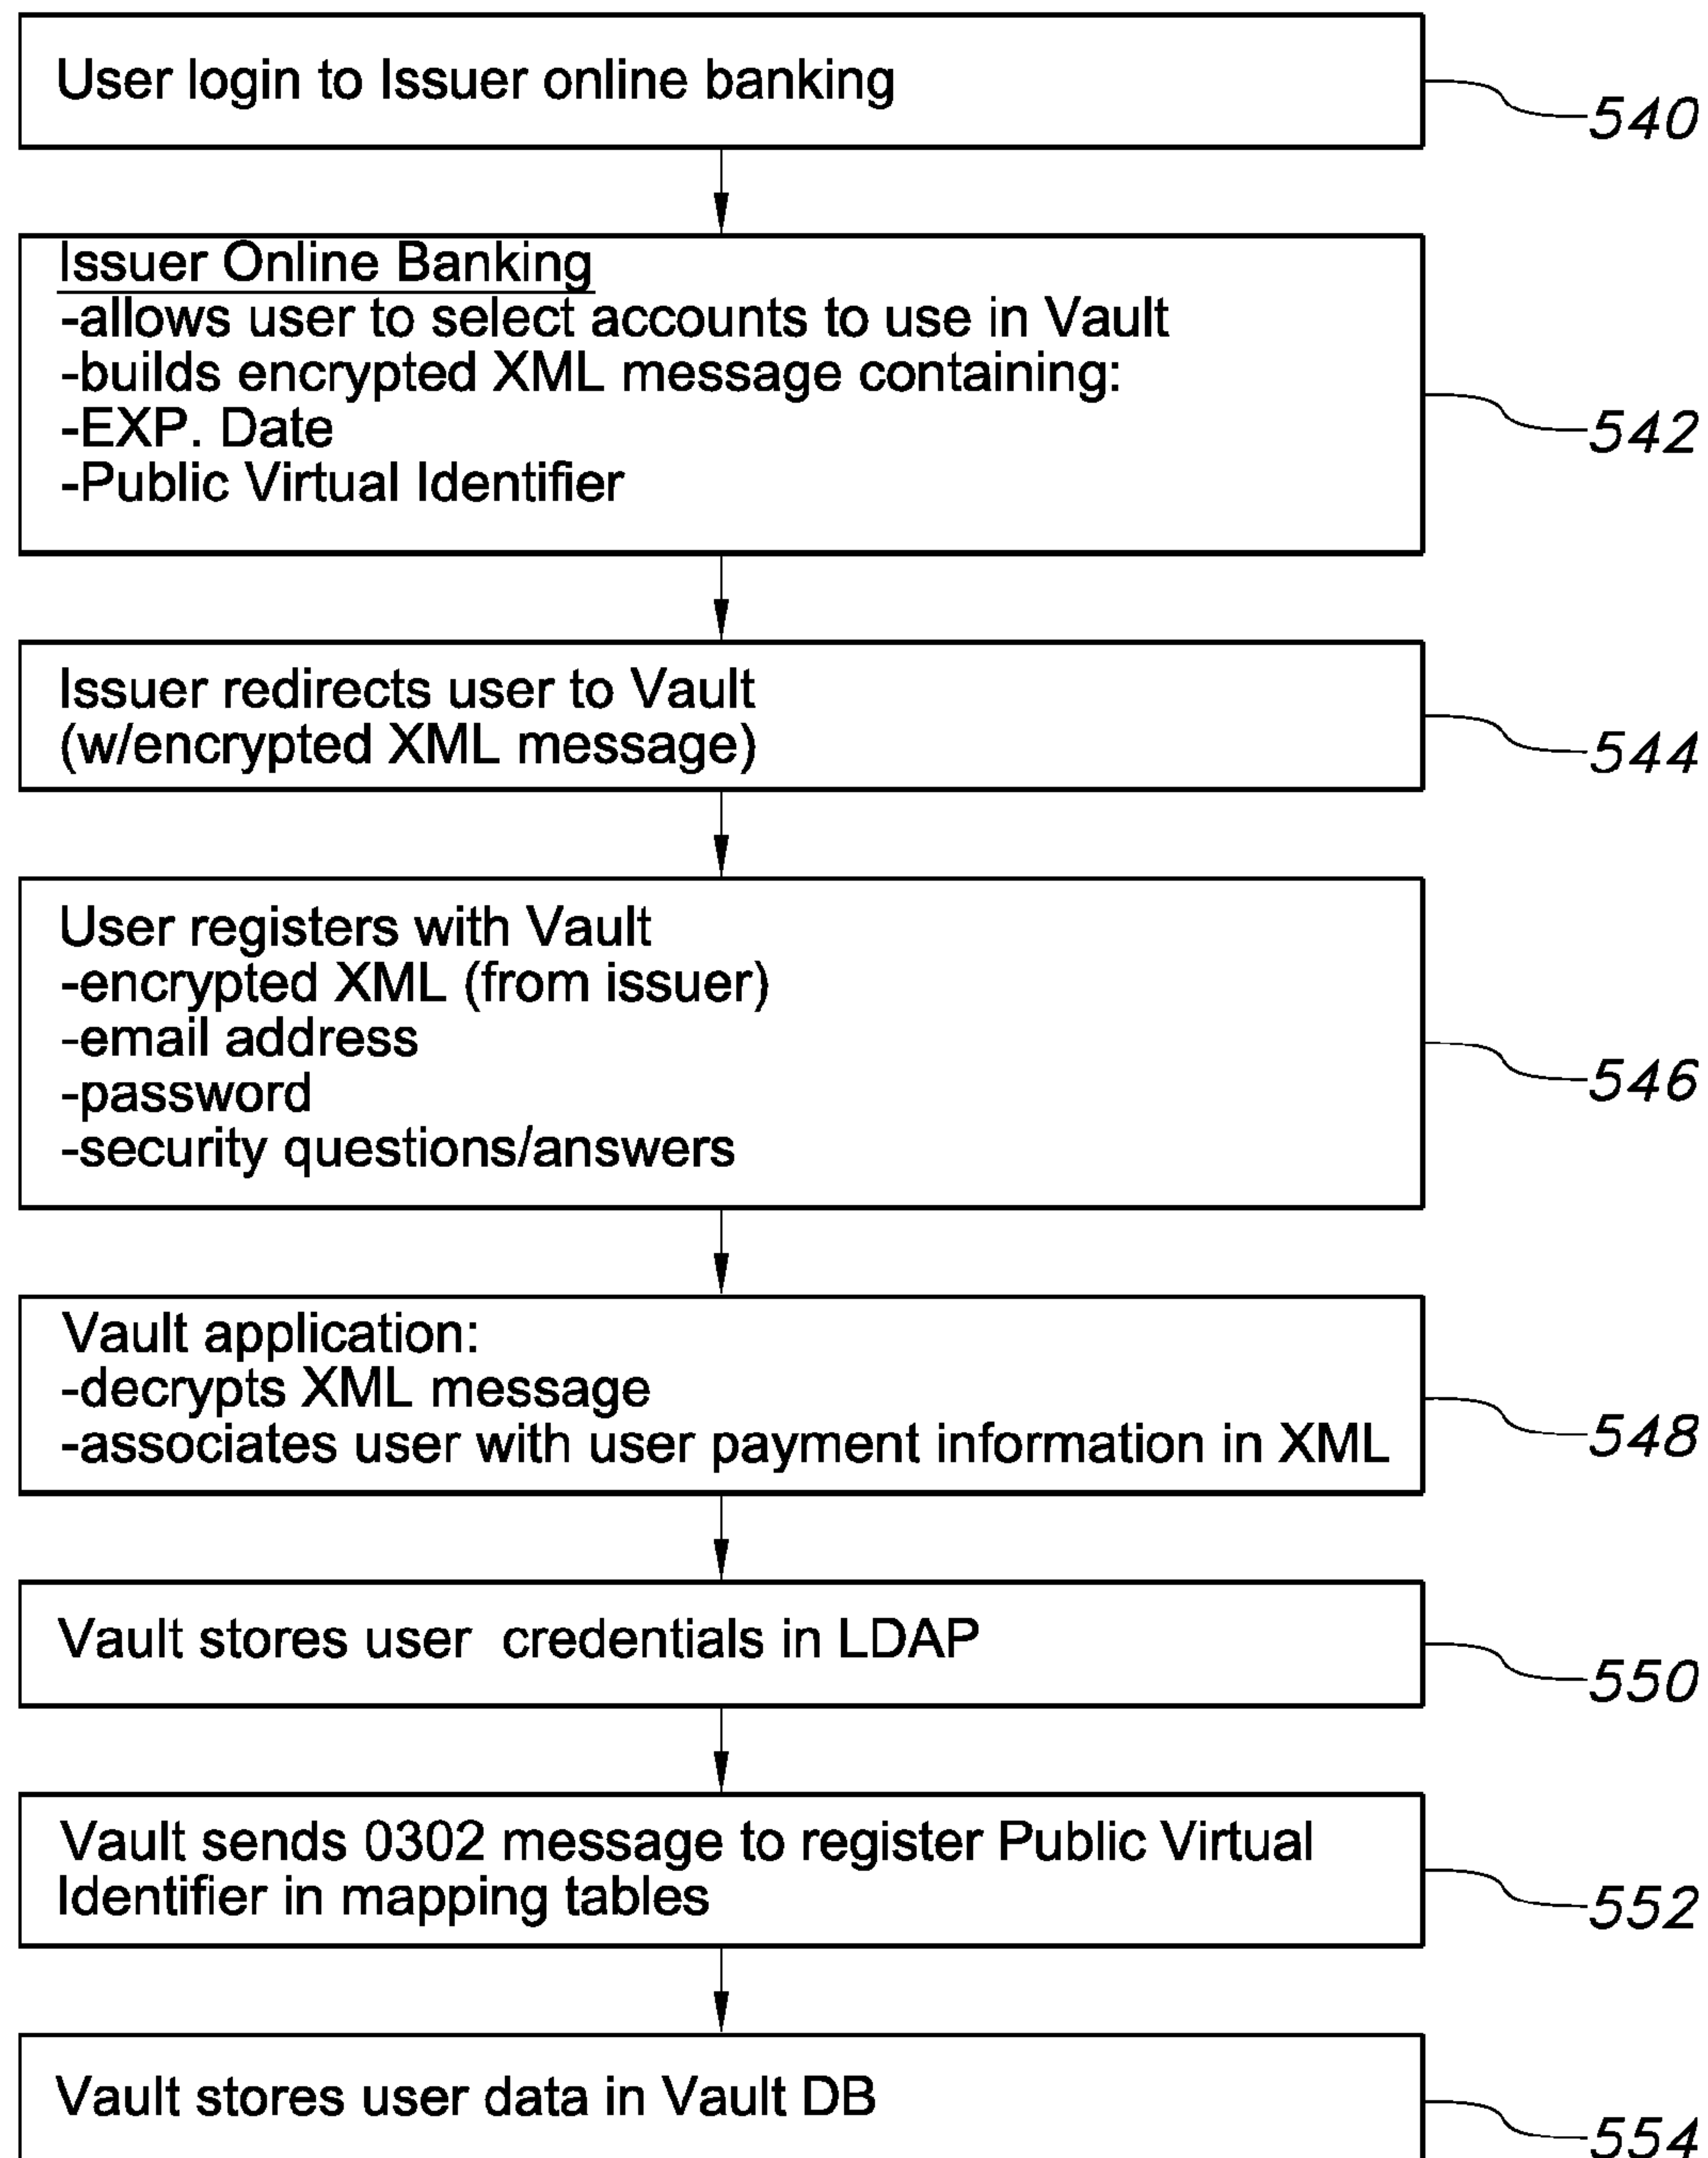 User login to Issuer online banking
540
Issuer Online Banking
-allows user to select accounts to use in Vault
-builds encrypted XML message containing:
-EXP. Date
-Public Virtual Identifier
542
Issuer redirects user to Vault
(w/encrypted XML message)
544
User registers with Vault
-encrypted XML (from issuer)
-email address
-password
-security questions/answers
546
Vault application:
-decrypts XML message
-associates user with user payment information in XML
548
Vault stores user credentials in LDAP
550
Vault sends 0302 message to register Public Virtual
Identifier in mapping tables
552
Vault stores user data in Vault DB
554